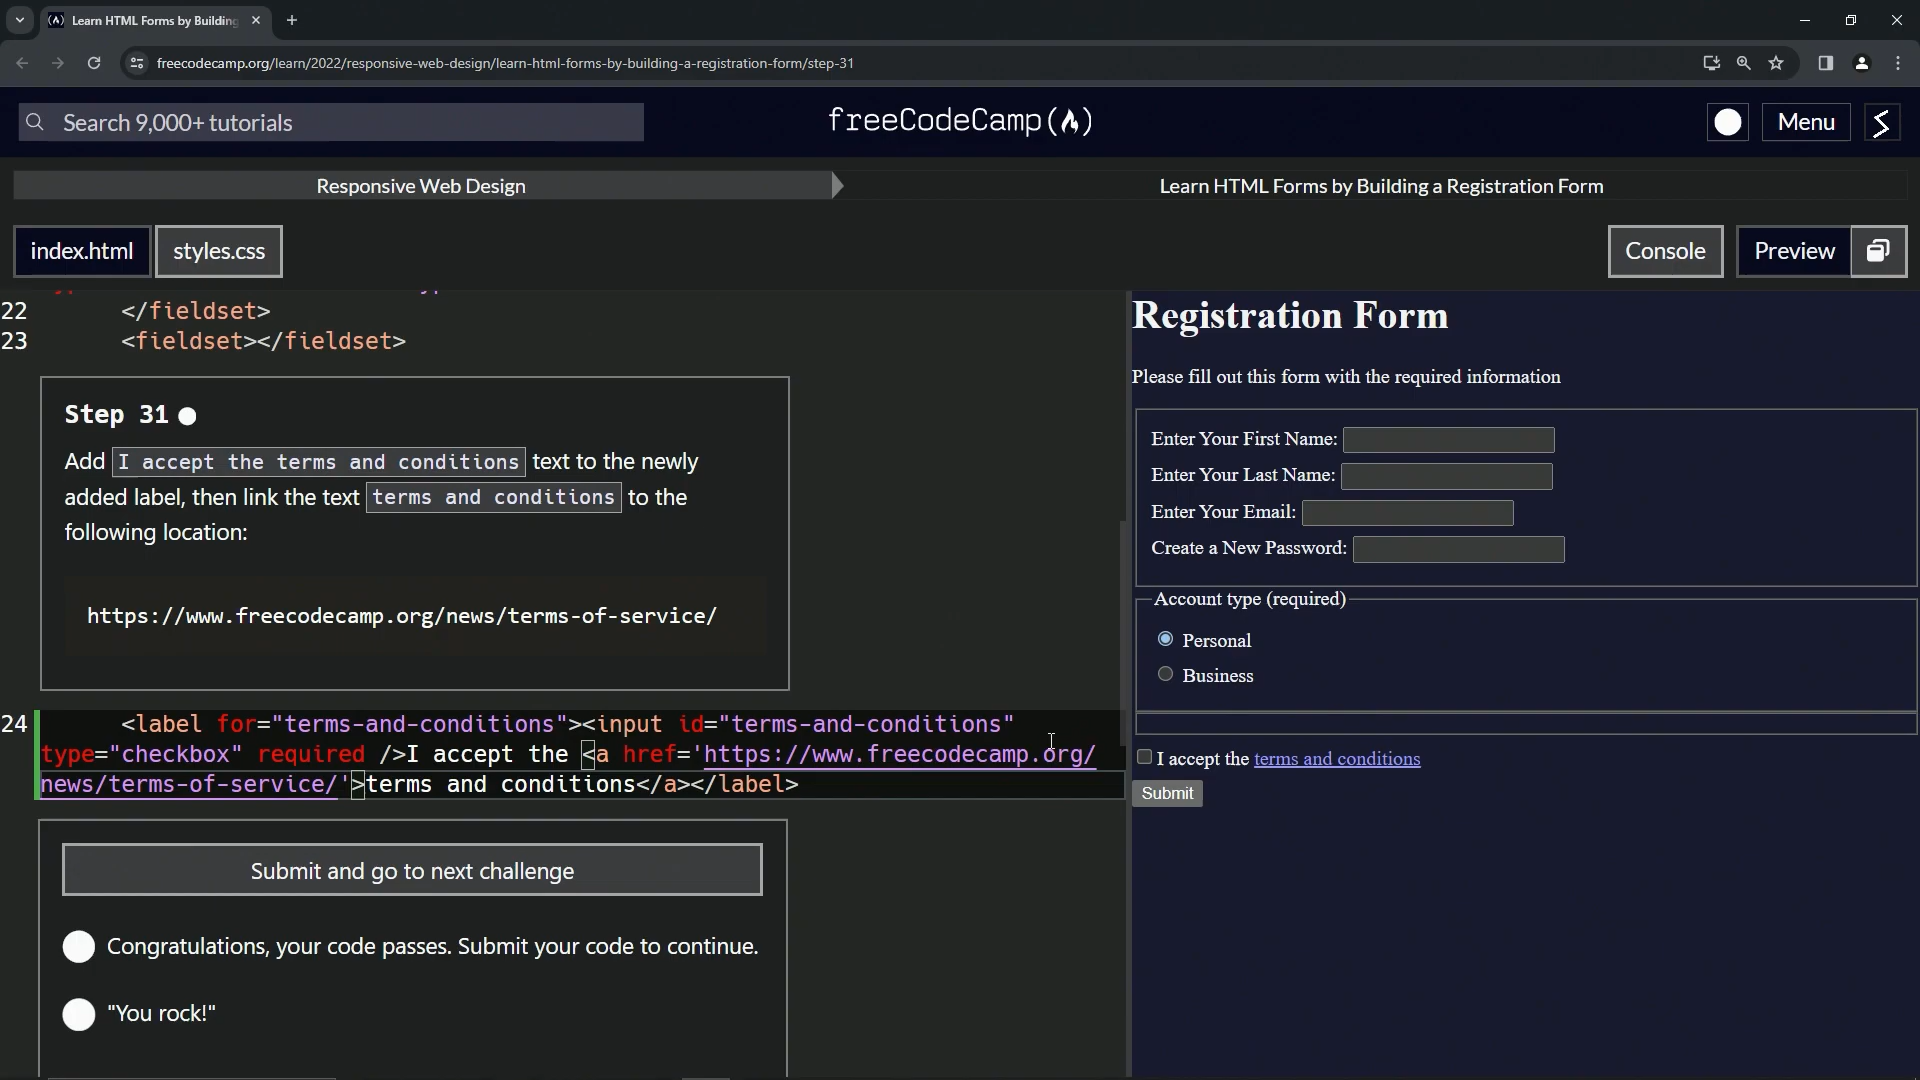 Learn HTML Forms by Building
freecodecamp.org/learn/2022/responsive-web-design/learn-html-forms-by-building-a-registration-form/step-31
Search 9,000+ tutorials
freeCodeCamp
Menu
Responsive Web Design
Learn HTML Forms by Building a Registration Form
index.html
styles.css
Console
Preview
22 </fieldset>
23 <fieldset></fieldset>
Step 31
Add I accept the terms and conditions text to the newly
added label, then link the text terms and conditions to the
following location:
https://www.freecodecamp.org/news/terms-of-service/
24 <label for="terms-and-conditions"><input id="terms-and-conditions"
type="checkbox" required />I accept the <a href='https://www.freecodecamp.org/
news/terms-of-service/'>terms and conditions</a></label>
Submit and go to next challenge
Congratulations, your code passes. Submit your code to continue.
"You rock!"
Registration Form
Please fill out this form with the required information
Enter Your First Name:
Enter Your Last Name:
Enter Your Email:
Create a New Password:
Account type (required)
Personal
Business
I accept the terms and conditions
Submit